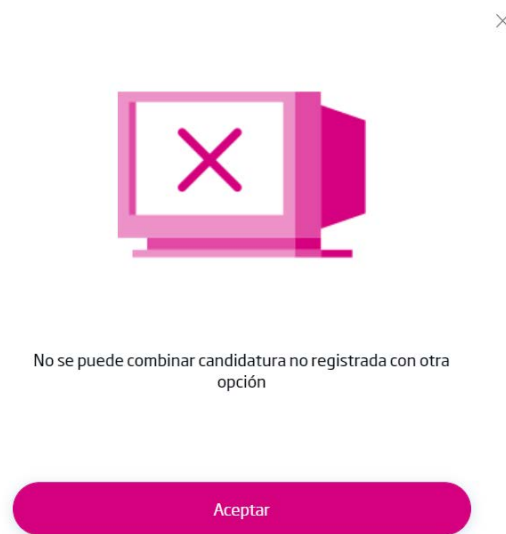 No se puede combinar candidatura no registrada con otra
opción
Aceptar